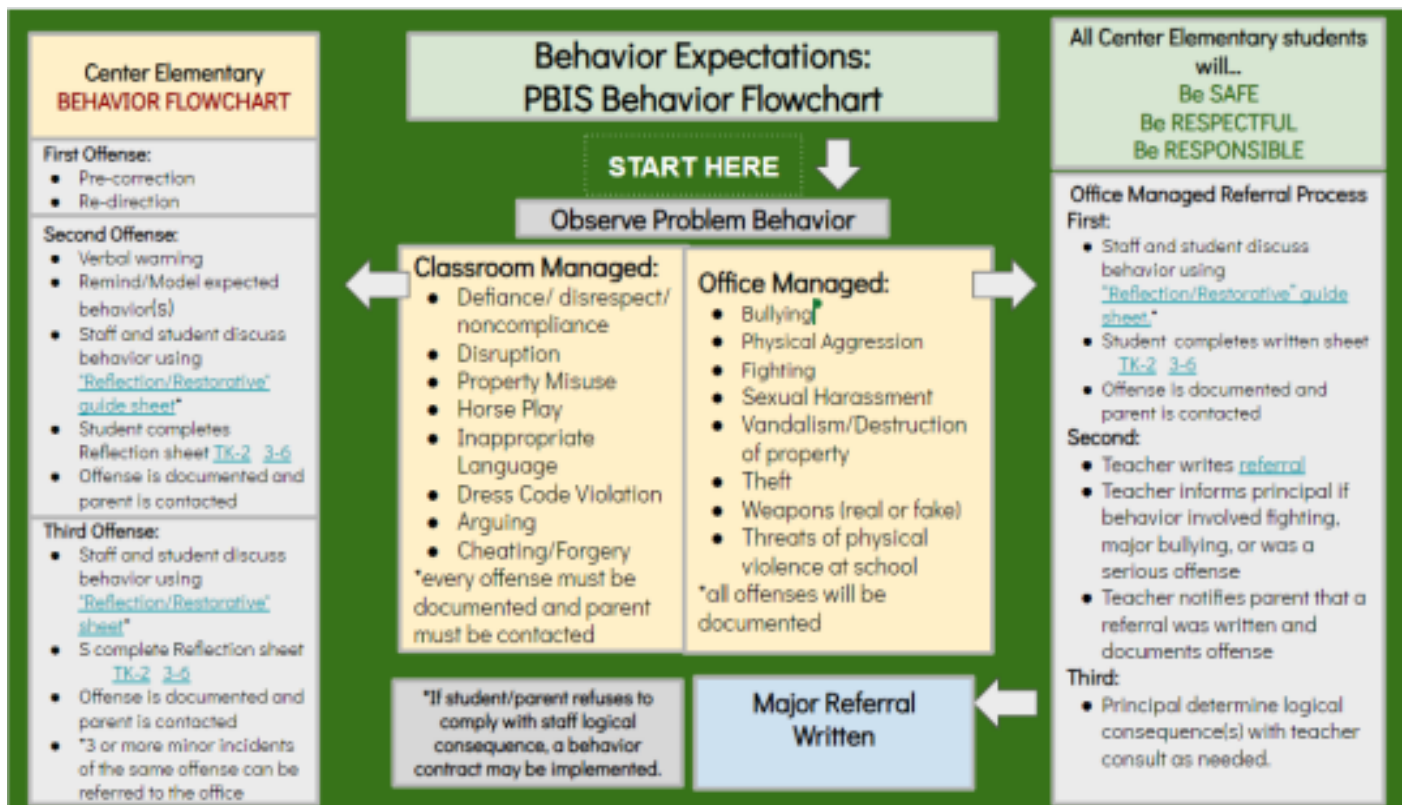 Center Elementary
BEHAVIOR FLOWCHART
First Offense:
● Pre-correction
● Re-direction
Second Offense:
● Verbal warning
● Remind/Model expected
behavior(s)
● Staff and student discuss
behavior using
"Reflection/Restorative"
guide sheet*
● Student completes
Reflection sheet TK-2 3-6
● Offense is documented and
parent is contacted
Third Offense:
● Staff and student discuss
behavior using
"Reflection/Restorative"
sheet*
● S complete Reflection sheet
TK-2 3-6
● Offense is documented and
parent is contacted
● *3 or more minor incidents
of the same offense can be
referred to the office
Behavior Expectations:
PBIS Behavior Flowchart
START HERE
Observe Problem Behavior
Classroom Managed:
● Defiance/ disrespect/
noncompliance
● Disruption
● Property Misuse
● Horse Play
● Inappropriate
Language
● Dress Code Violation
● Arguing
● Cheating/Forgery
*every offense must be
documented and parent
must be contacted
Office Managed:
● Bullying
● Physical Aggression
● Fighting
● Sexual Harassment
● Vandalism/Destruction
of property
● Theft
● Weapons (real or fake)
● Threats of physical
violence at school
*all offenses will be
documented
*If student/parent refuses to
comply with staff logical
consequence, a behavior
contract may be implemented.
Major Referral
Written
All Center Elementary students
will...
Be SAFE
Be RESPECTFUL
Be RESPONSIBLE
Office Managed Referral Process
First:
● Staff and student discuss
behavior using
"Reflection/Restorative" guide
sheet.*
● Student completes written sheet
TK-2 3-6
● Offense is documented and
parent is contacted
Second:
● Teacher writes referral
● Teacher informs principal if
behavior involved fighting,
major bullying, or was a
serious offense
● Teacher notifies parent that a
referral was written and
documents offense
Third:
● Principal determine logical
consequence(s) with teacher
consult as needed.